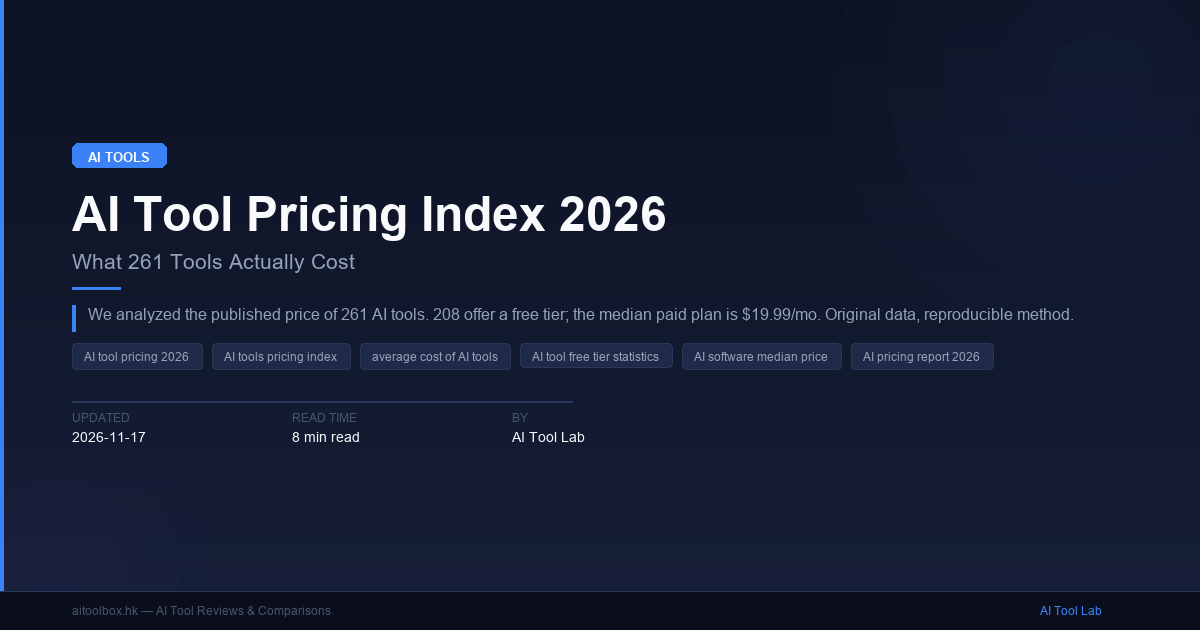 AI TOOLS
AI Tool Pricing Index 2026
What 261 Tools Actually Cost
We analyzed the published price of 261 AI tools. 208 offer a free tier; the median paid plan is $19.99/mo. Original data, reproducible method.
AI tool pricing 2026 AI tools pricing index average cost of AI tools AI tool free tier statistics AI software median price AI pricing report 2026
UPDATED READ TIME BY
2026-11-17 8 min read AI Tool Lab
aitoolbox.hk — AI Tool Reviews & Comparisons AI Tool Lab